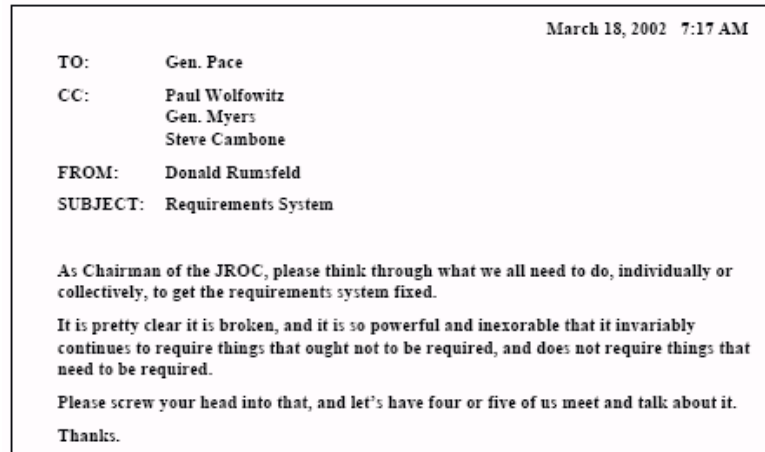 March 18, 2002 7:17 AM
TO: Gen. Pace
CC: Paul Wolfowitz
Gen. Myers
Steve Cambone
FROM: Donald Rumsfeld
SUBJECT: Requirements System
As Chairman of the JROC, please think through what we all need to do, individually or
collectively, to get the requirements system fixed.
It is pretty clear it is broken, and it is so powerful and inexorable that it invariably
continues to require things that ought not to be required, and does not require things that
need to be required.
Please screw your head into that, and let's have four or five of us meet and talk about it.
Thanks.